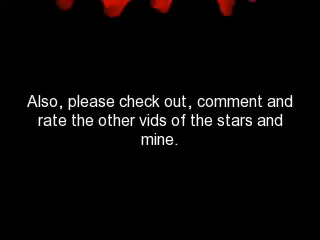 Also, please check out, comment and
rate the other vids of the stars and
mine.